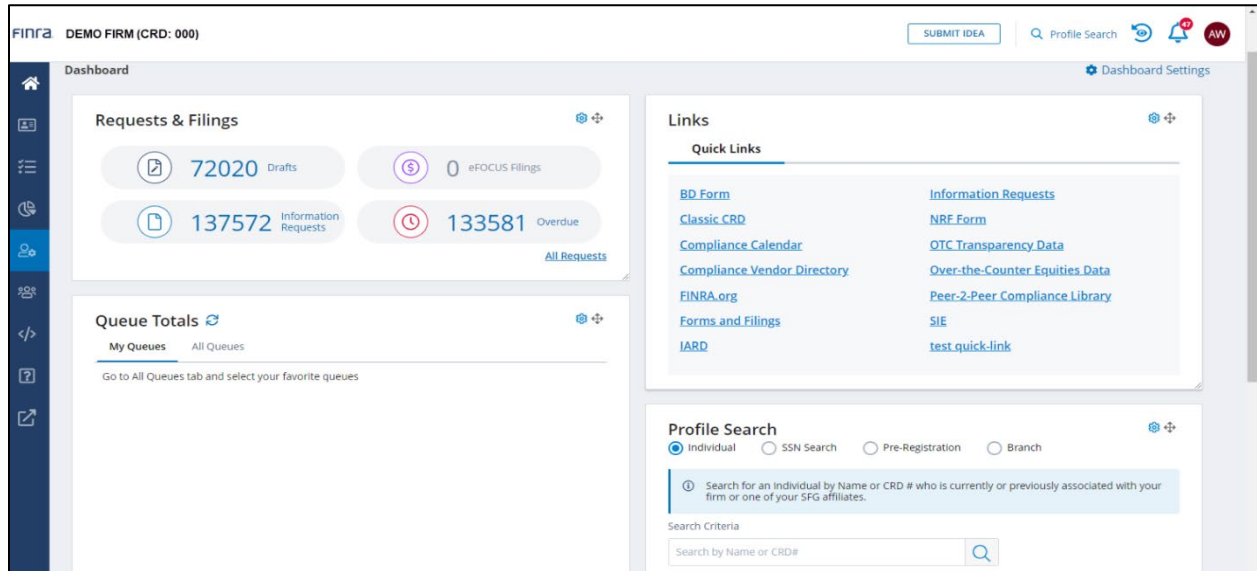 FINRA DEMO FIRM (CRD: 000)
SUBMIT IDEA
Profile Search
47
AW
Dashboard
Dashboard Settings
Requests & Filings
72020 Drafts
0 eFOCUS Filings
137572 Information Requests
133581 Overdue
All Requests
Queue Totals
My Queues All Queues
Go to All Queues tab and select your favorite queues
Links
Quick Links
BD Form Information Requests
Classic CRD NRF Form
Compliance Calendar OTC Transparency Data
Compliance Vendor Directory Over-the-Counter Equities Data
FINRA.org Peer-2-Peer Compliance Library
Forms and Filings SIE
IARD test quick-link
Profile Search
Individual SSN Search Pre-Registration Branch
Search for an Individual by Name or CRD # who is currently or previously associated with your
firm or one of your SFG affiliates.
Search Criteria
Search by Name or CRD#